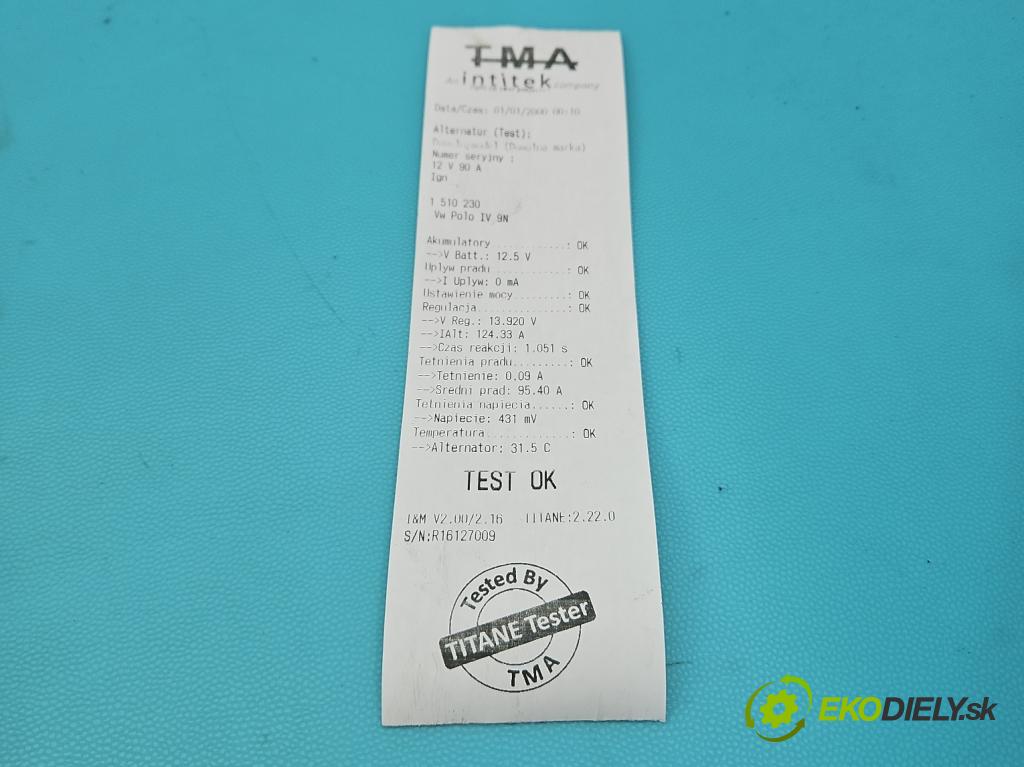 TMA
An intitek company
Data/Czas: 01/01/2000 00:10
Alternatur (Test):
(Dowolna marka)
Numer seryjny :
12 V 90 A
Ign
1 510 230
Vw Polo IV 9N
Akumulatory...........: OK
-->V Batt.: 12.5 V
Uplyw pradu...........: OK
-->I Uplyw: 0 mA
Ustawienie mocy........: OK
Regulacja.............: OK
-->V Reg.: 13.920 V
-->IAlt: 124.33 A
-->Czas reakcji: 1.051 s
Tetnienia pradu.........: OK
-->Tetnienie: 0.09 A
-->Sredni prad: 95.40 A
Tetnienia napiecia......: OK
-->Napiecie: 431 mV
Temperatura............: OK
-->Alternator: 31.5 C
TEST OK
I&M V2.00/2.16 TITANE:2.22.0
S/N:R16127009
Tested By
TITANE Tester
TMA
EKODIELY.sk